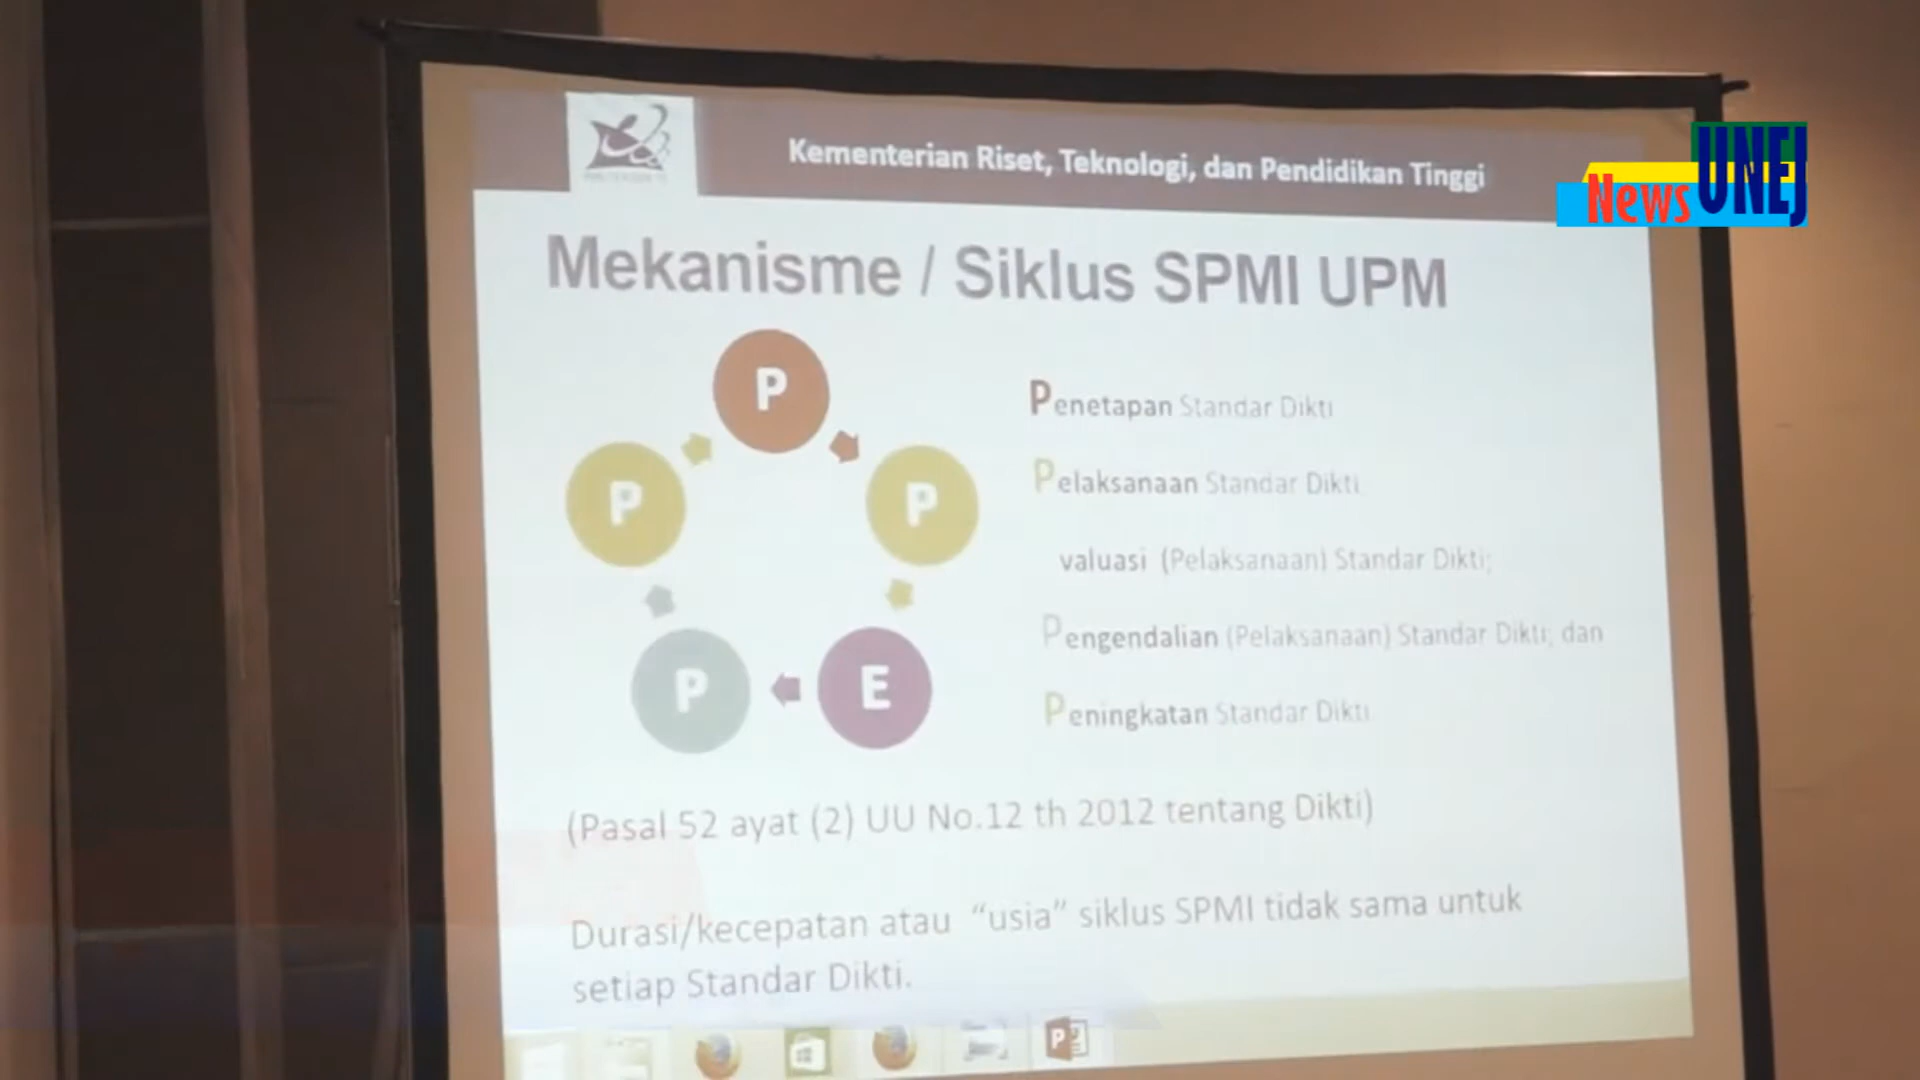 Kementerian Riset, Teknologi, dan Pendidikan Tinggi
News UNEJ
Mekanisme / Siklus SPMI UPM
P
P
P
P
E
Penetapan Standar Dikti
Pelaksanaan Standar Dikti
valuasi (Pelaksanaan) Standar Dikti;
Pengendalian (Pelaksanaan) Standar Dikti; dan
Peningkatan Standar Dikti
(Pasal 52 ayat (2) UU No.12 th 2012 tentang Dikti)
Durasi/kecepatan atau "usia" siklus SPMI tidak sama untuk
setiap Standar Dikti.